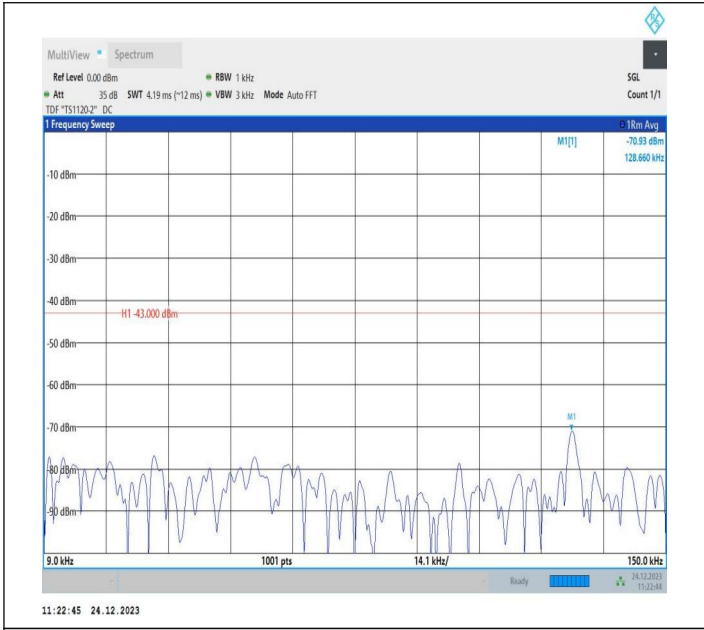 R S
MultiView Spectrum
Ref Level 0.00 dBm RBW 1 kHz SGL
Att 35 dB SWT 4.19 ms (~12 ms) VBW 3 kHz Mode Auto FFT Count 1/1
TDF "TS1120-2" DC
1 Frequency Sweep 1Rm Avg
M1[1] -70.93 dBm
128.660 kHz
-10 dBm
-20 dBm
-30 dBm
-40 dBm
H1 -43.000 dBm
-50 dBm
-60 dBm
M1
-70 dBm
-80 dBm
-90 dBm
9.0 kHz 1001 pts 14.1 kHz/ 150.0 kHz
Ready 24.12.2023
11:22:44
11:22:45 24.12.2023